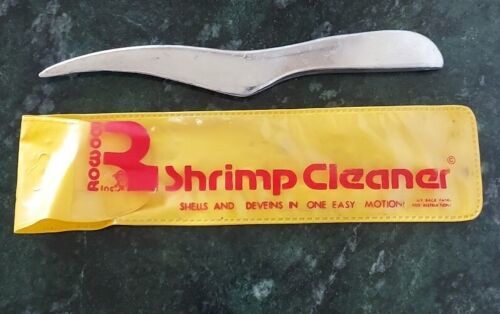 Rowoco
Inc.
Shrimp Cleaner ©
SHELLS AND DEVEINS IN ONE EASY MOTION!